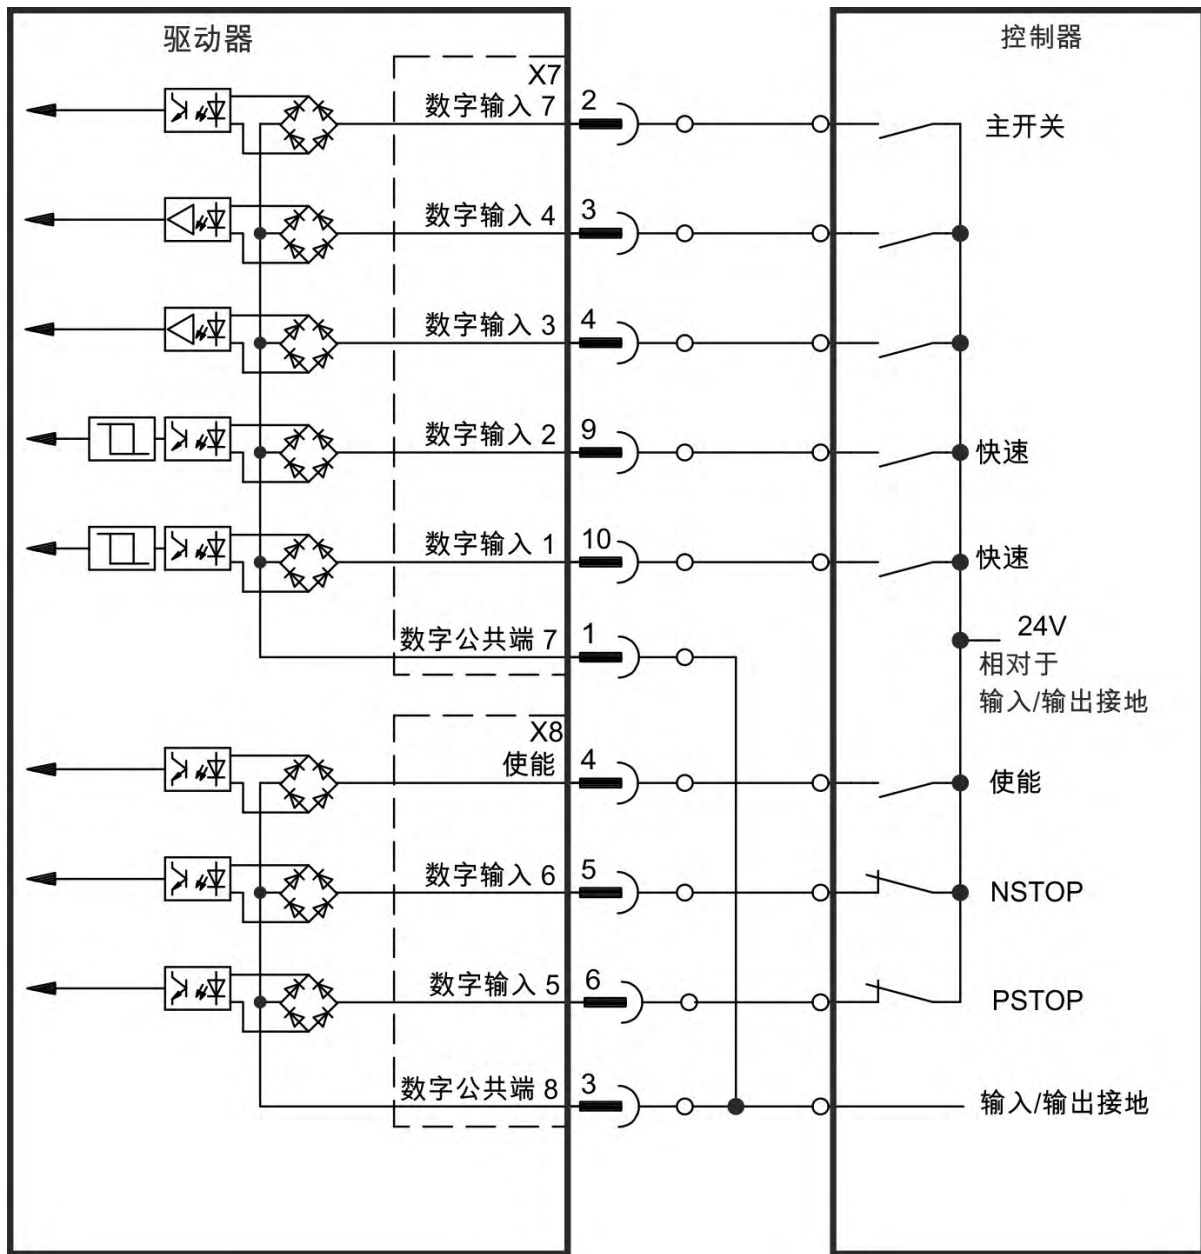 驱动器
控制器
X7
数字输入 7
2
主开关
数字输入 4
3
数字输入 3
4
数字输入 2
9
快速
数字输入 1
10
快速
数字公共端 7
1
24V
相对于
输入/输出接地
X8
使能
4
使能
数字输入 6
5
NSTOP
数字输入 5
6
PSTOP
数字公共端 8
3
输入/输出接地